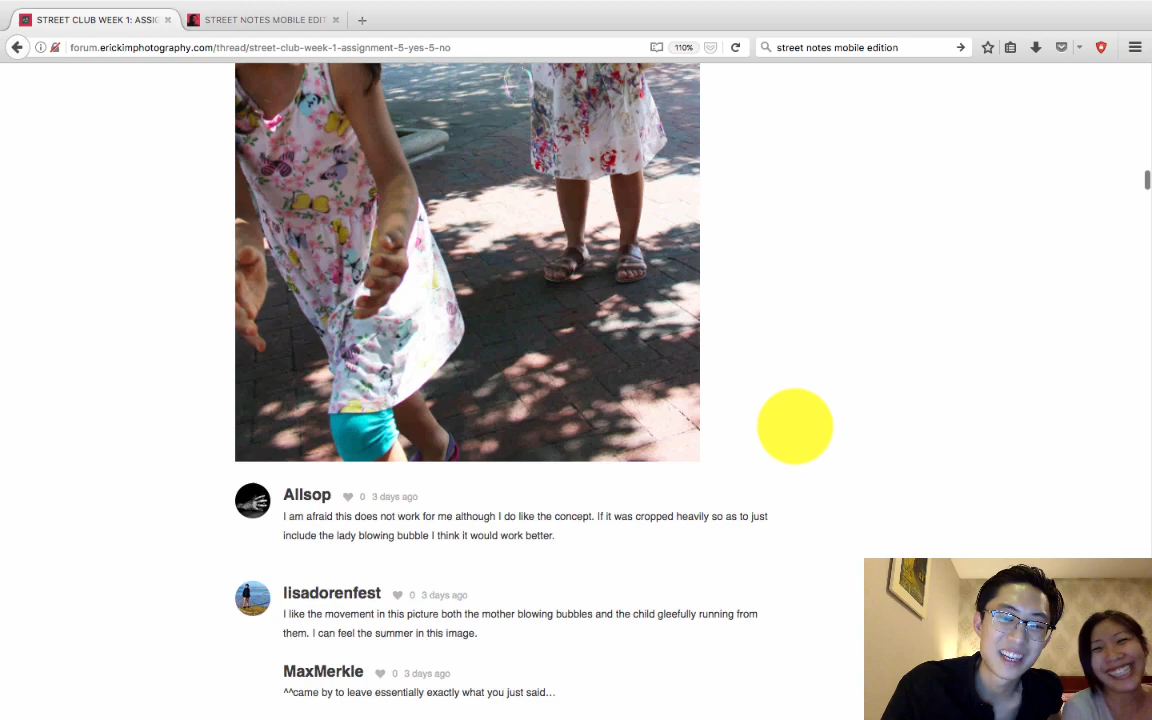 STREET CLUB WEEK 1: ASSIG
STREET NOTES MOBILE EDIT
forum.erickimphotography.com/thread/street-club-week-1-assignment-5-yes-5-no
110%
street notes mobile edition
Allsop 0 3 days ago
I am afraid this does not work for me although I do like the concept. If it was cropped heavily so as to just
include the lady blowing bubble I think it would work better.
lisadorenfest 0 3 days ago
I like the movement in this picture both the mother blowing bubbles and the child gleefully running from
them. I can feel the summer in this image.
MaxMerkle 0 3 days ago
^^came by to leave essentially exactly what you just said…